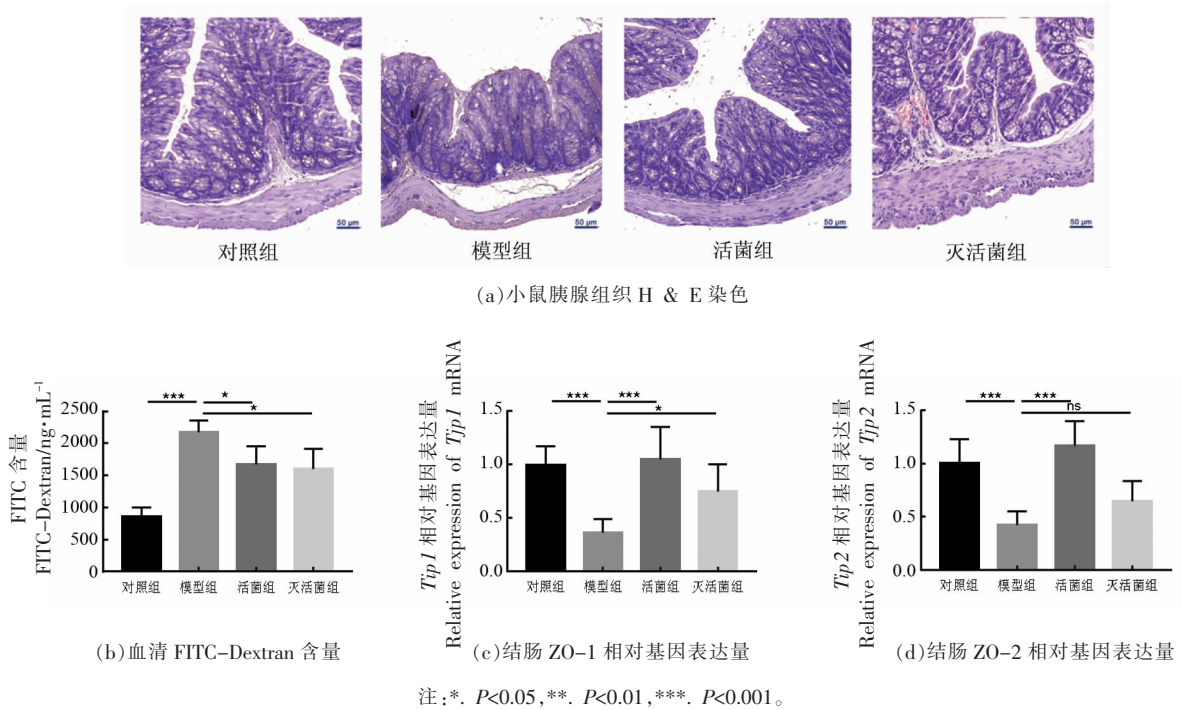 50 μm
50 μm
50 μm
50 μm
对照组
模型组
活菌组
灭活菌组
(a)小鼠胰腺组织 H & E 染色
FITC 含量
FITC-Dextran/ng·mL⁻¹
2500
2000
1500
1000
500
0
***
*
*
对照组
模型组
活菌组
灭活菌组
(b)血清 FITC-Dextran 含量
Tip1 相对基因表达量
Relative expression of Tjp1 mRNA
1.5
1.0
0.5
0.0
***
***
*
对照组
模型组
活菌组
灭活菌组
(c)结肠 ZO-1 相对基因表达量
Tip2 相对基因表达量
Relative expression of Tjp2 mRNA
1.5
1.0
0.5
0.0
***
***
ns
对照组
模型组
活菌组
灭活菌组
(d)结肠 ZO-2 相对基因表达量
注:*. P<0.05,**. P<0.01,***. P<0.001。